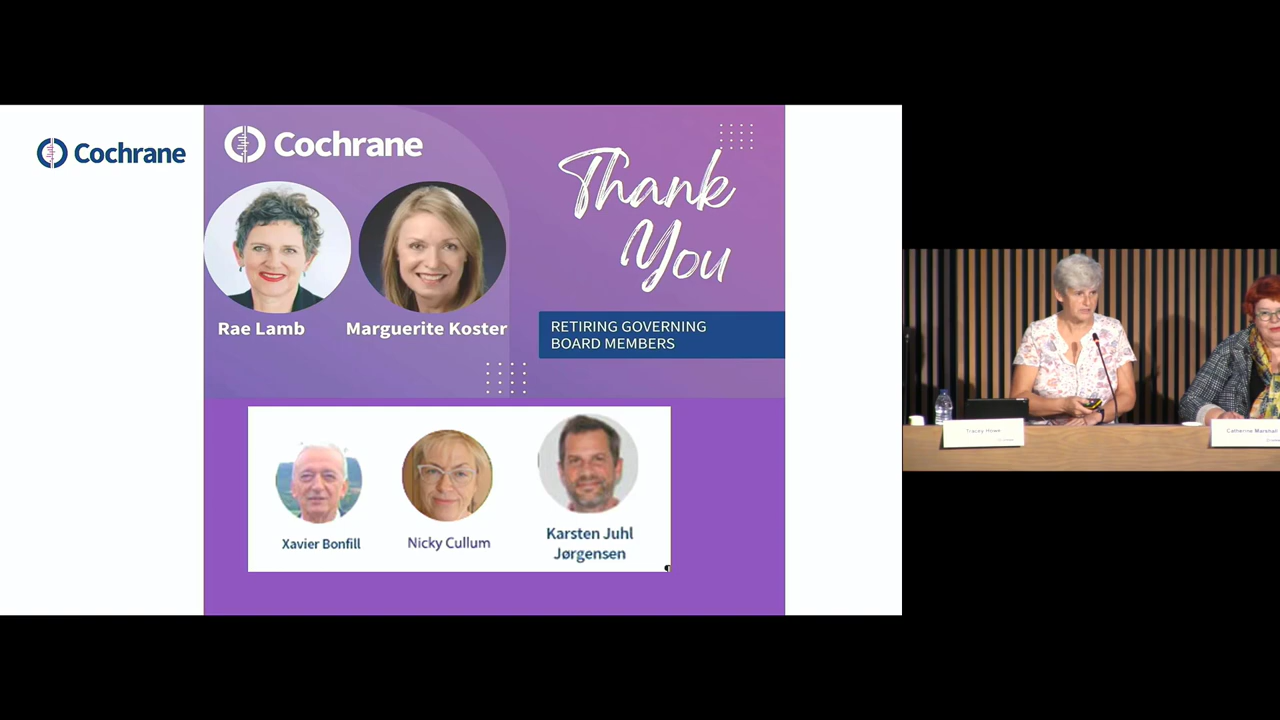 Cochrane
Cochrane
Thank
You
Rae Lamb
Marguerite Koster
RETIRING GOVERNING
BOARD MEMBERS
Xavier Bonfill
Nicky Cullum
Karsten Juhl
Jørgensen
Tracey Howe
Catherine Marshall